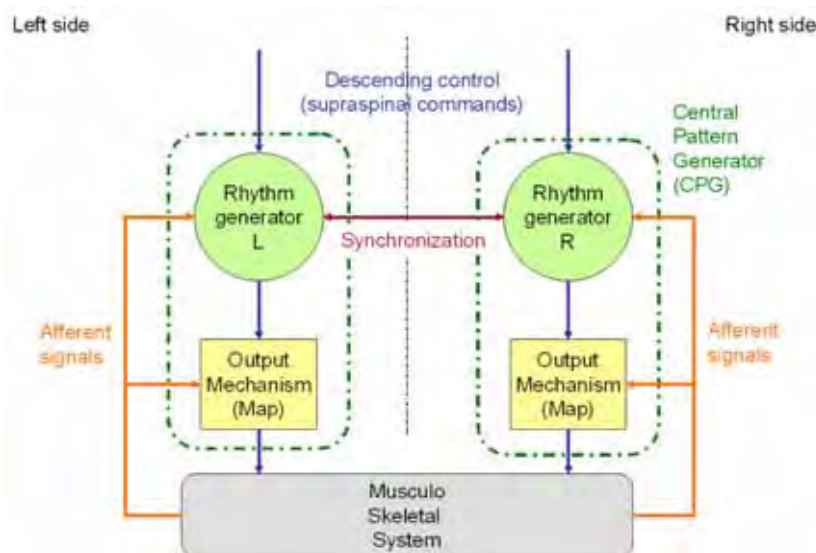 Left side
Right side
Descending control
(supraspinal commands)
Central
Pattern
Generator
(CPG)
Rhythm
generator
L
Rhythm
generator
R
Synchronization
Afferent
signals
Afferent
signals
Output
Mechanism
(Map)
Output
Mechanism
(Map)
Musculo
Skeletal
System